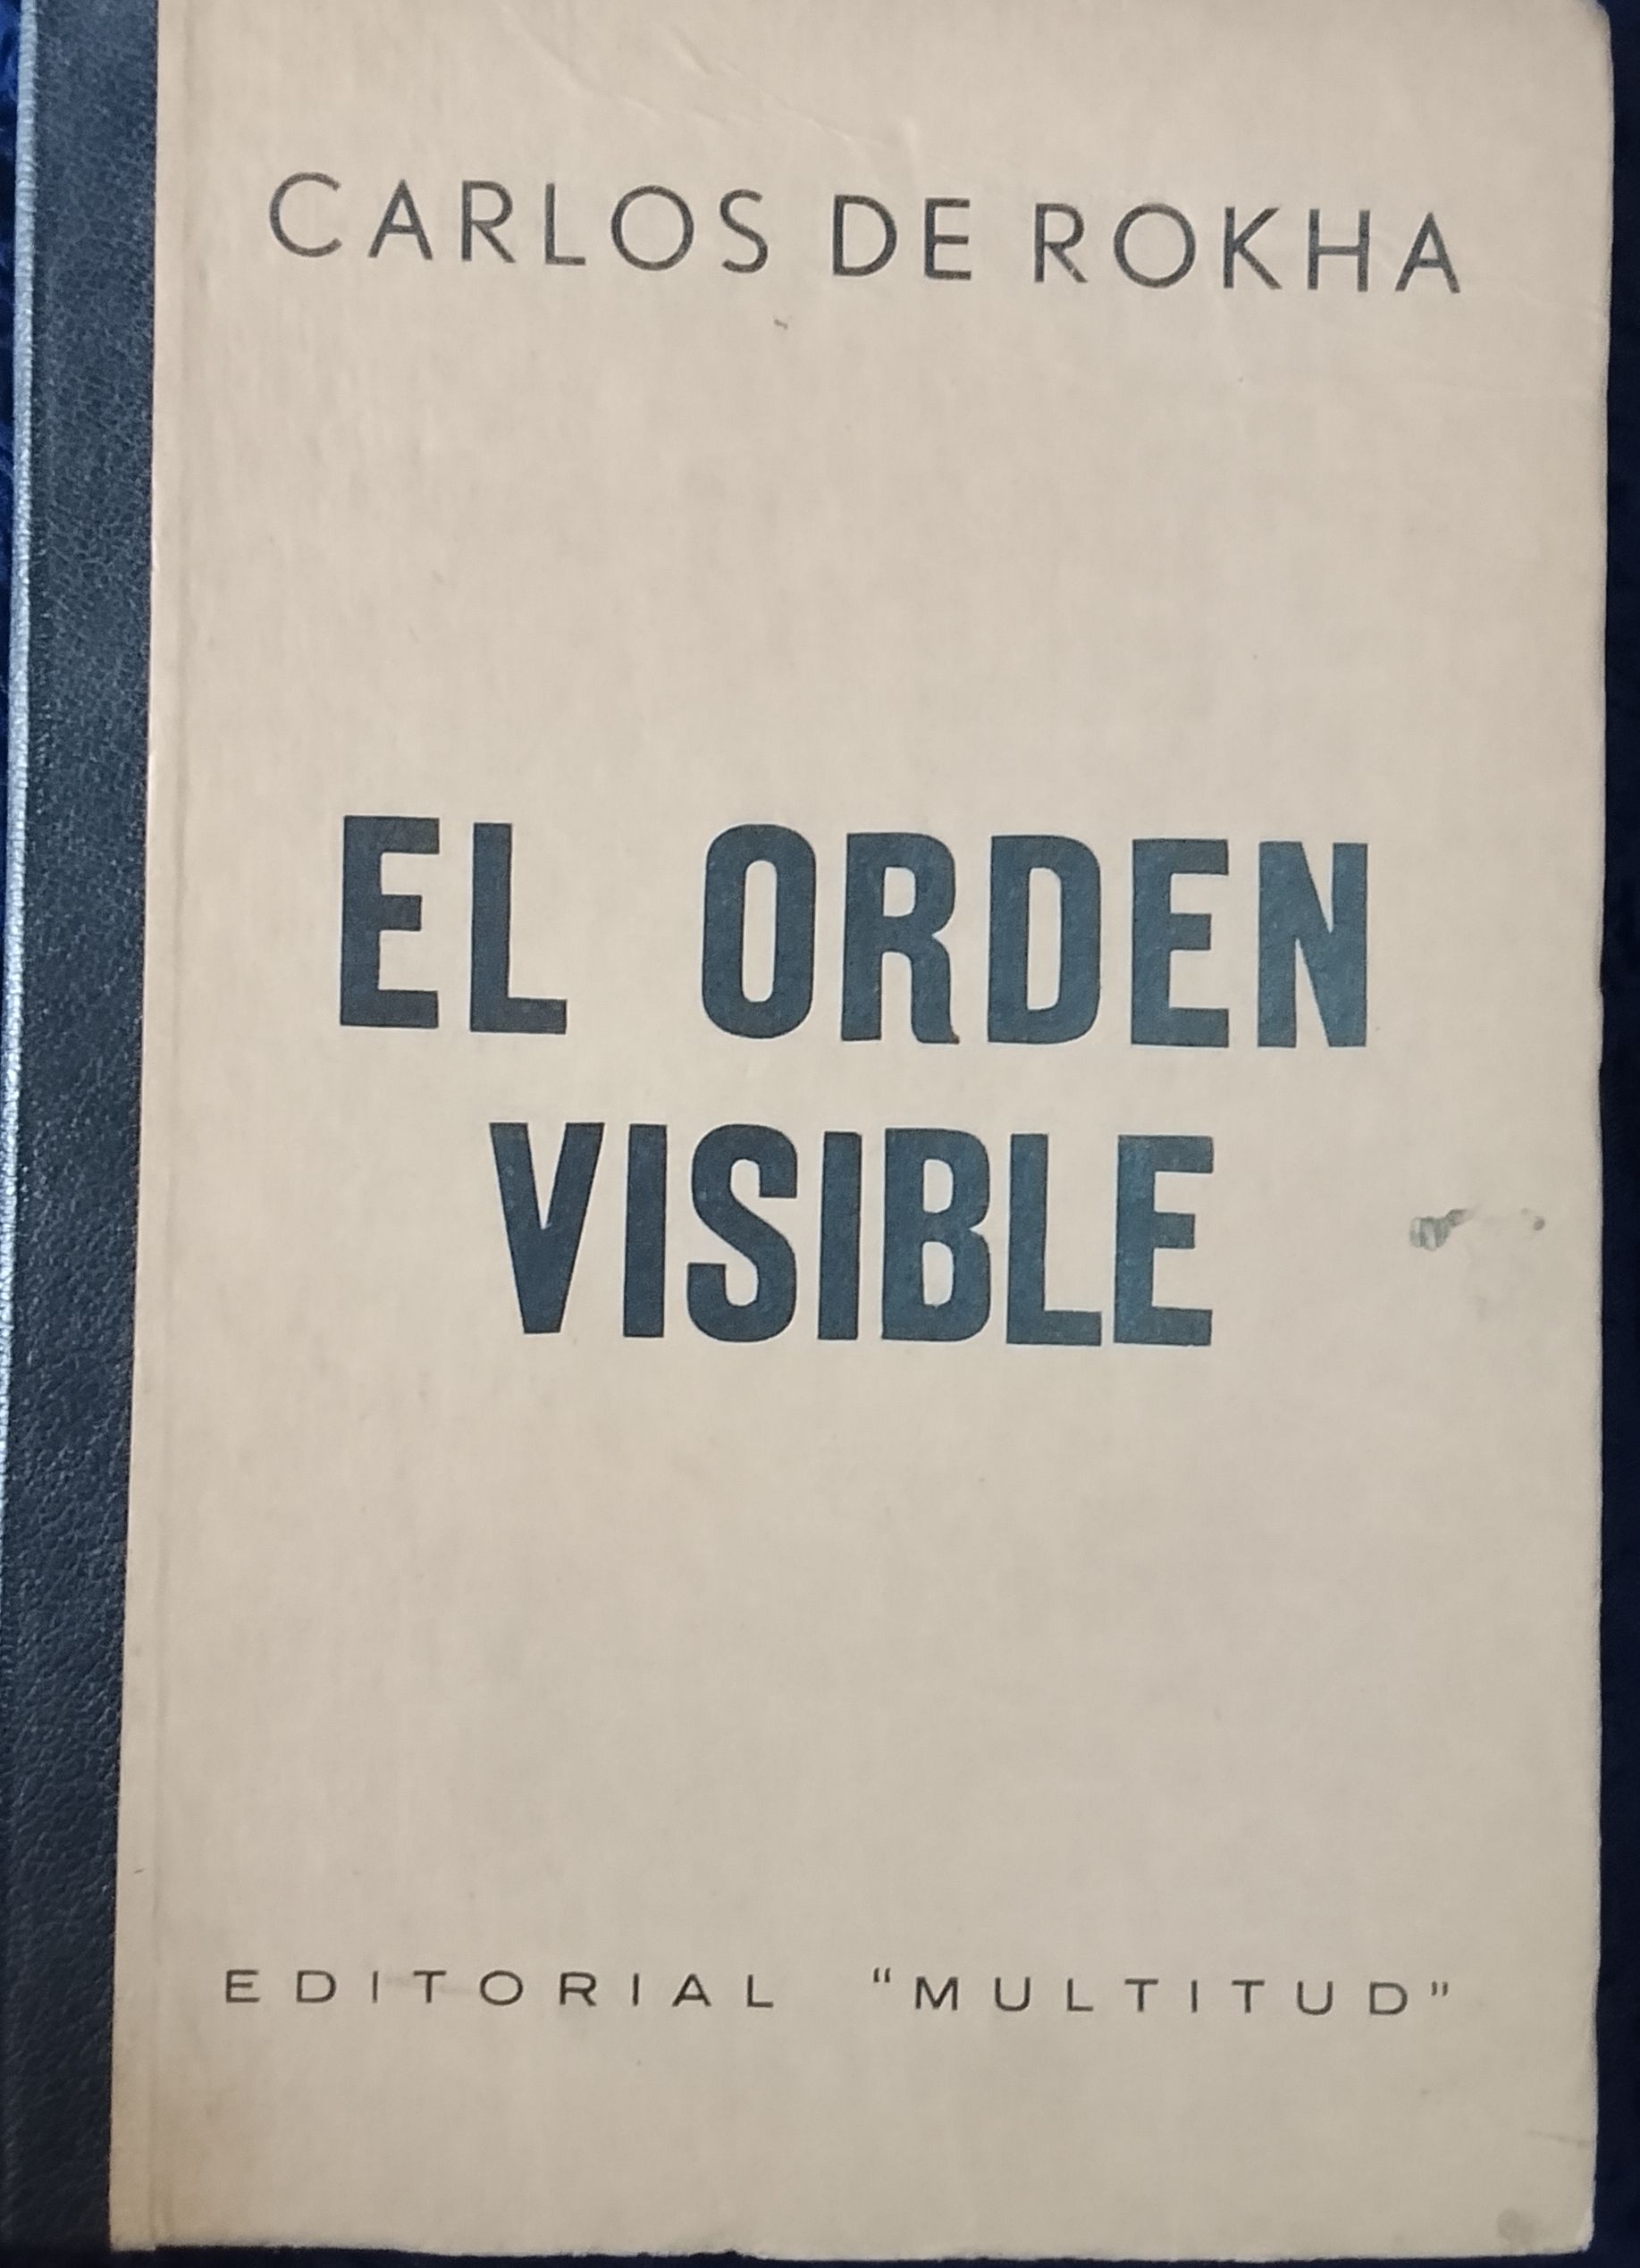 CARLOS DE ROKHA
EL ORDEN
VISIBLE
EDITORIAL "MULTITUD"